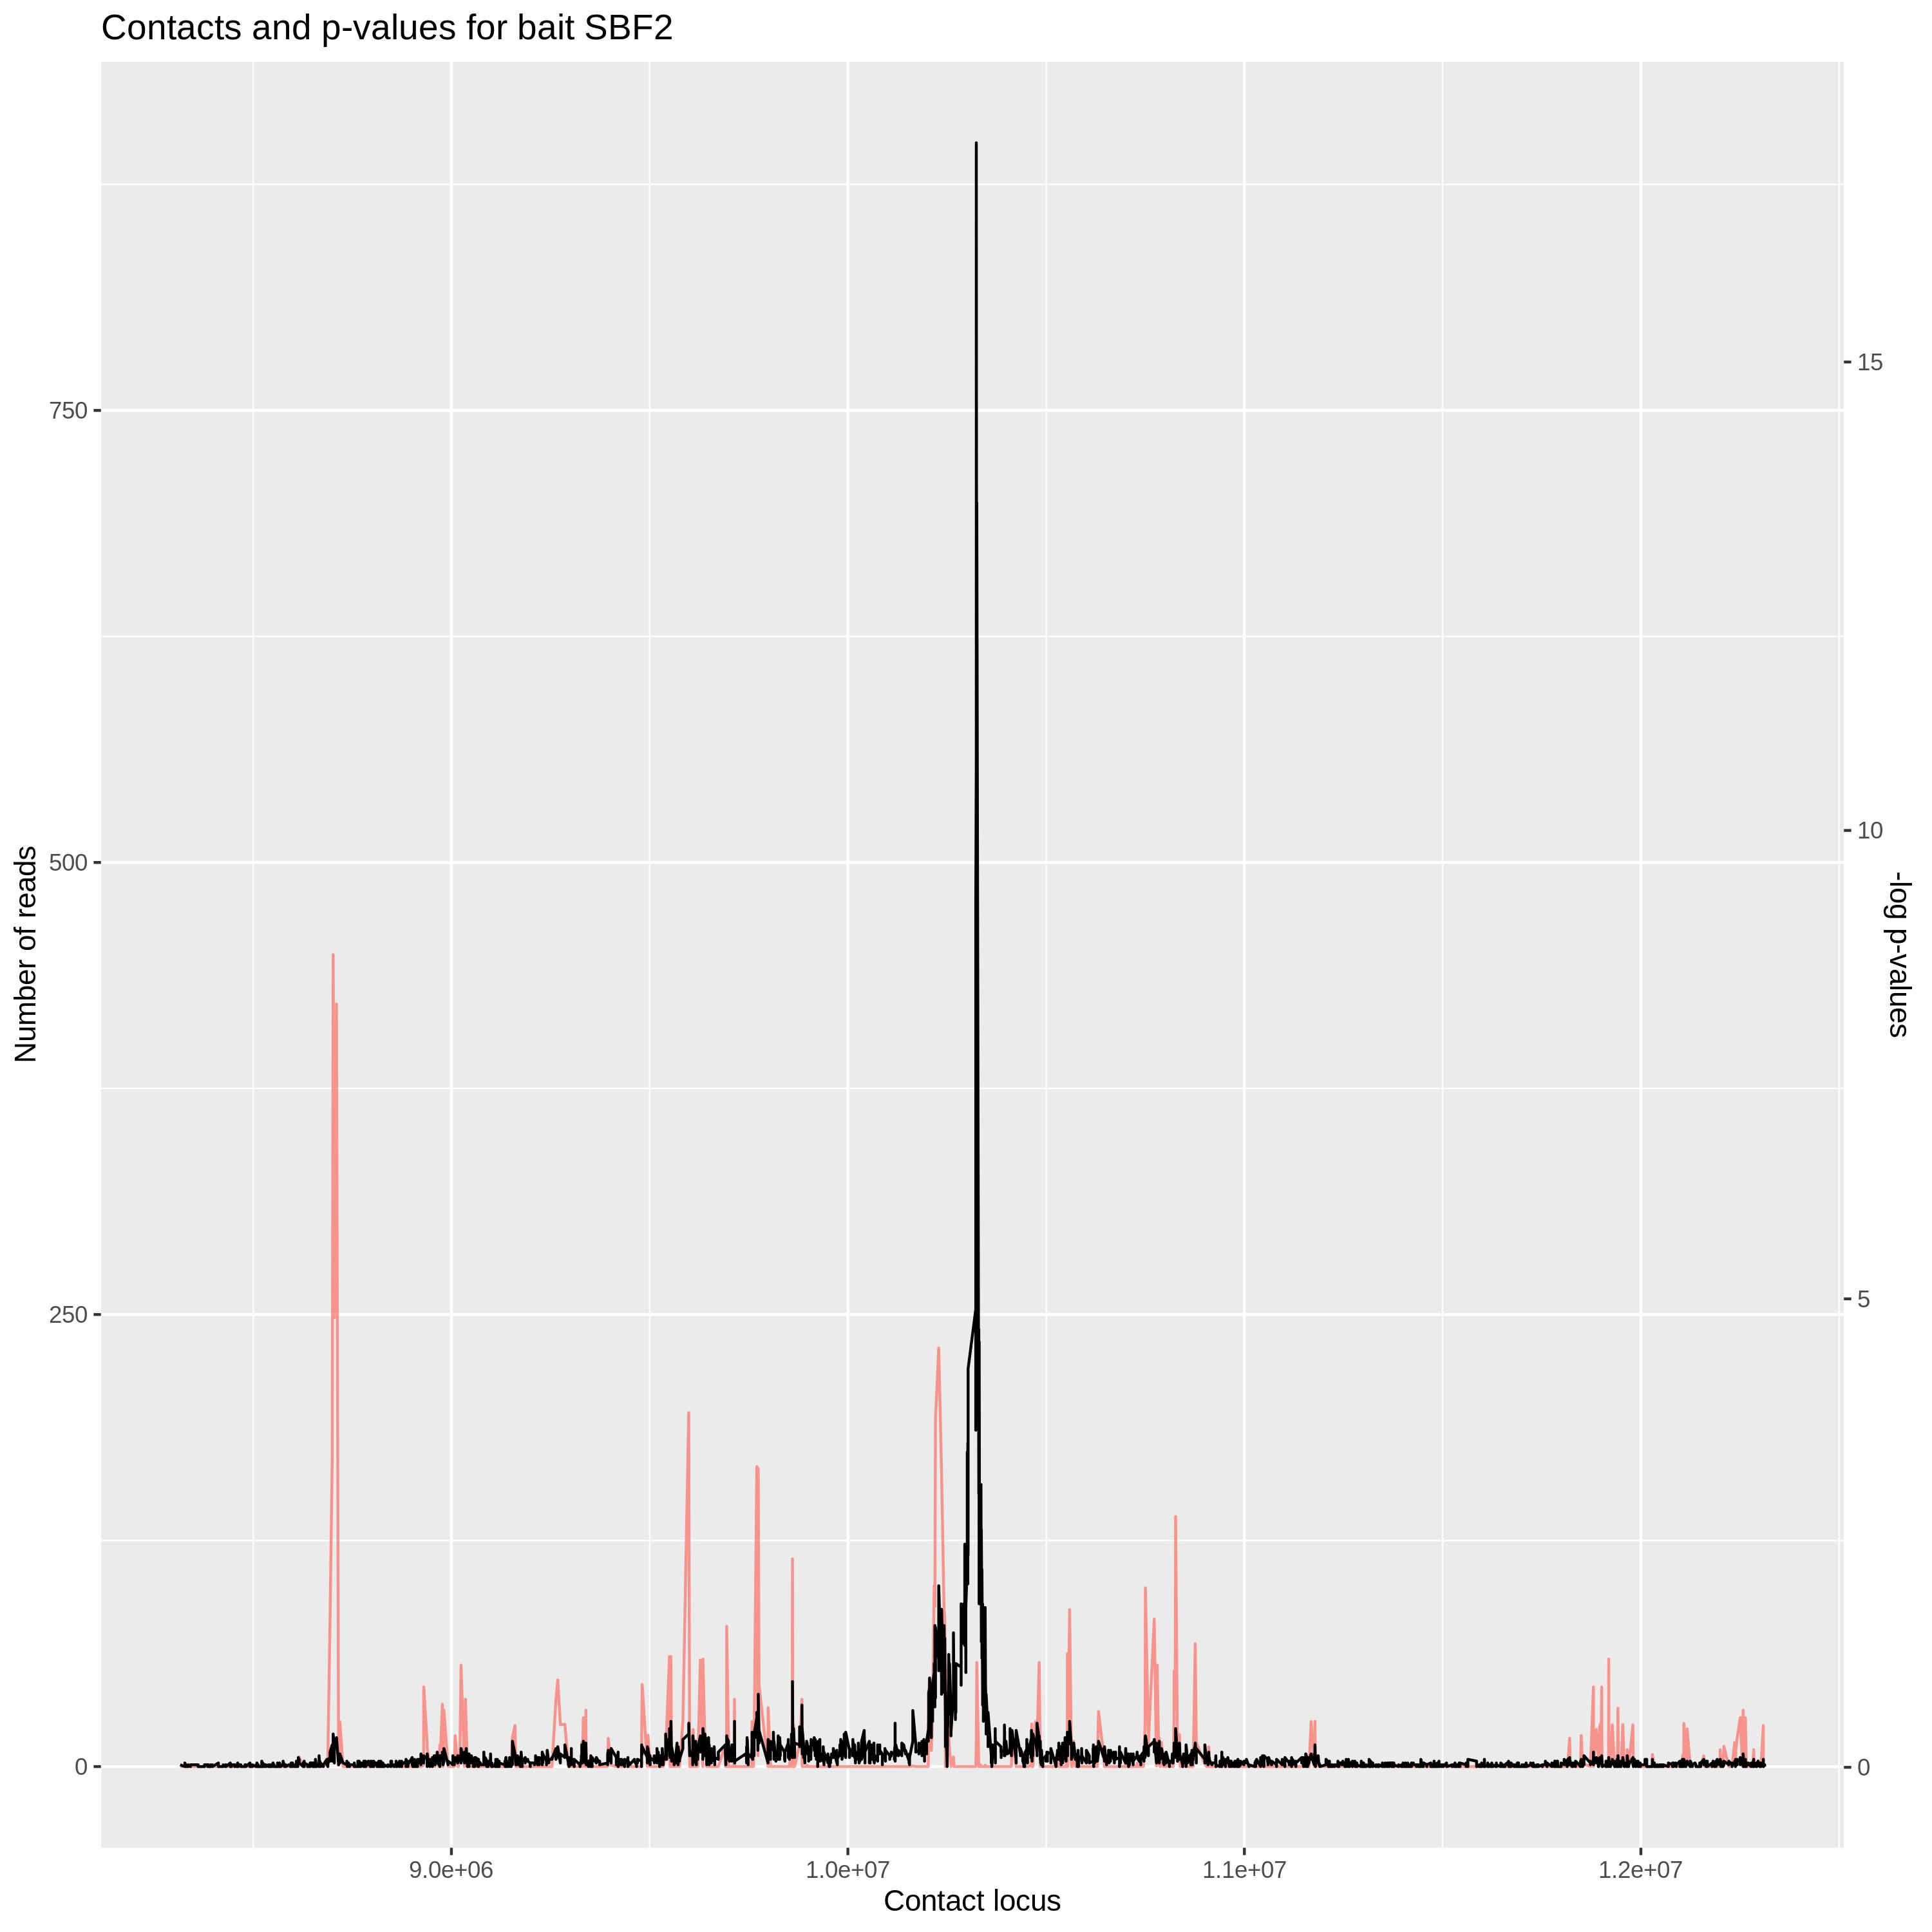 Contacts and p-values for bait SBF2
Number of reads
750
500
250
0
15
10
5
0
-log p-values
9.0e+06
1.0e+07
1.1e+07
1.2e+07
Contact locus